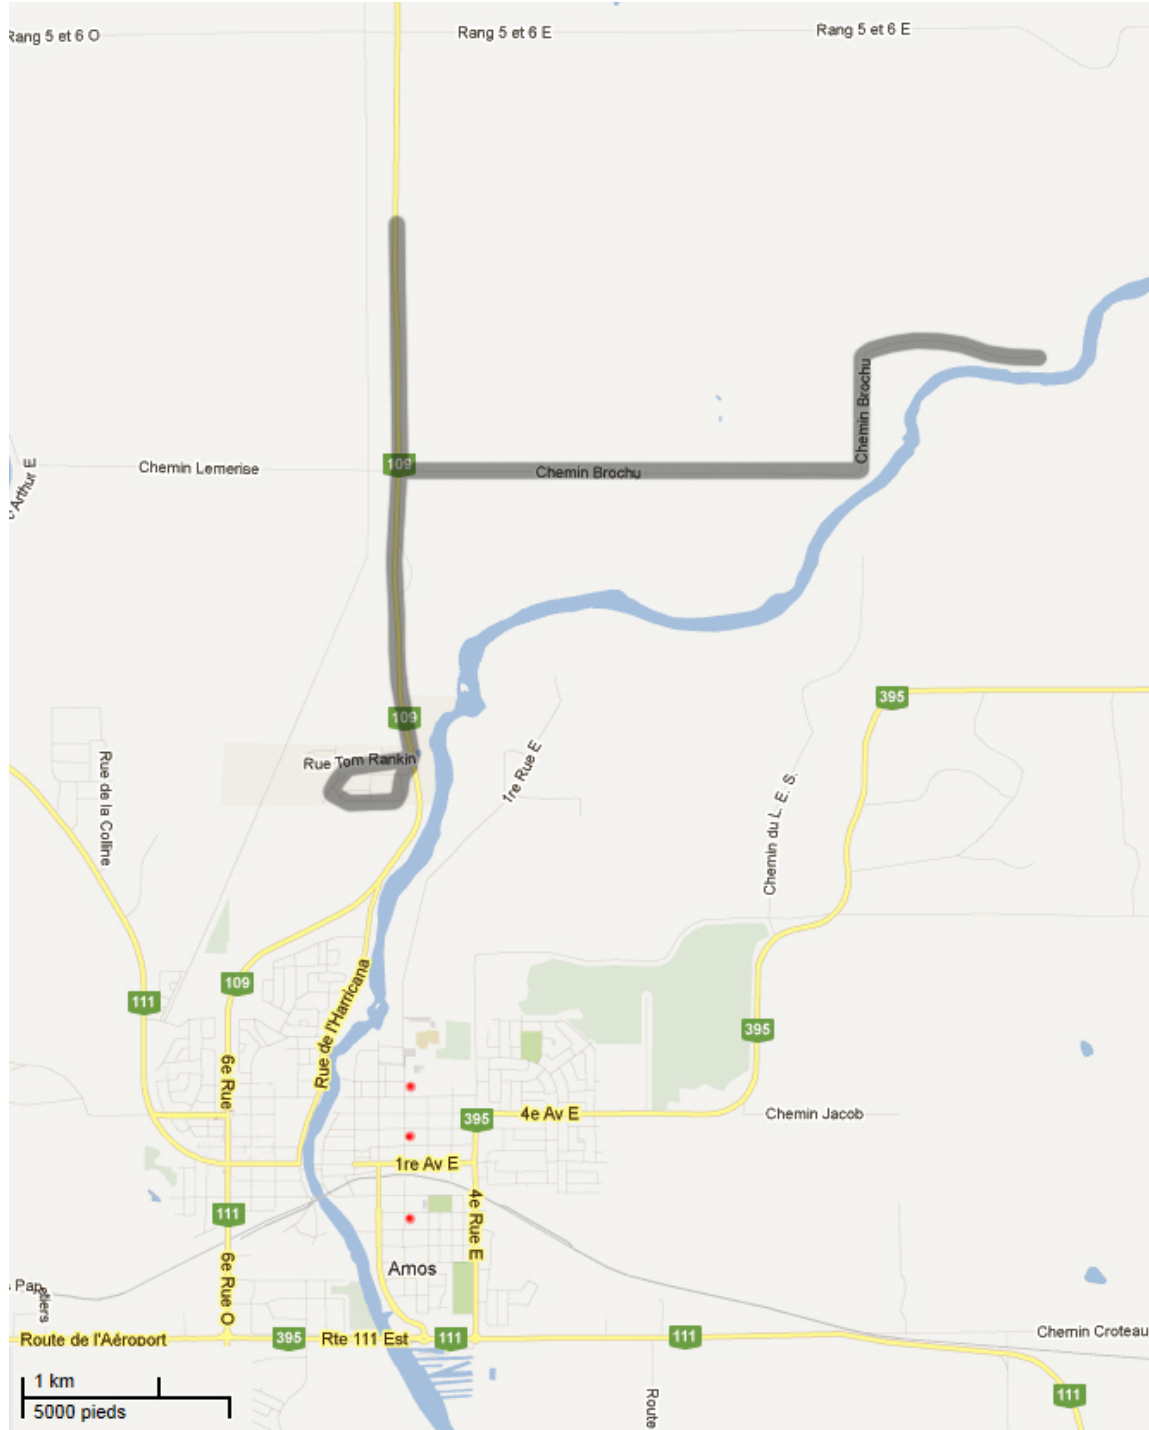 Rang 5 et 6 O
Rang 5 et 6 E
Rang 5 et 6 E
Chemin Brochu
109
Chemin Lemerise
Chemin Brochu
Arthur E
395
109
Rue Tom Rankin
1re Rue E
Rue de la Colline
Chemin du L. E. S.
109
111
Rue de l'Harricana
395
6e Rue
395
4e Av E
Chemin Jacob
1re Av E
111
4e Rue E
6e Rue O
Amos
Route de l'Aéroport
395
Rte 111 Est
111
111
Chemin Croteau
1 km
5000 pieds
Route
111